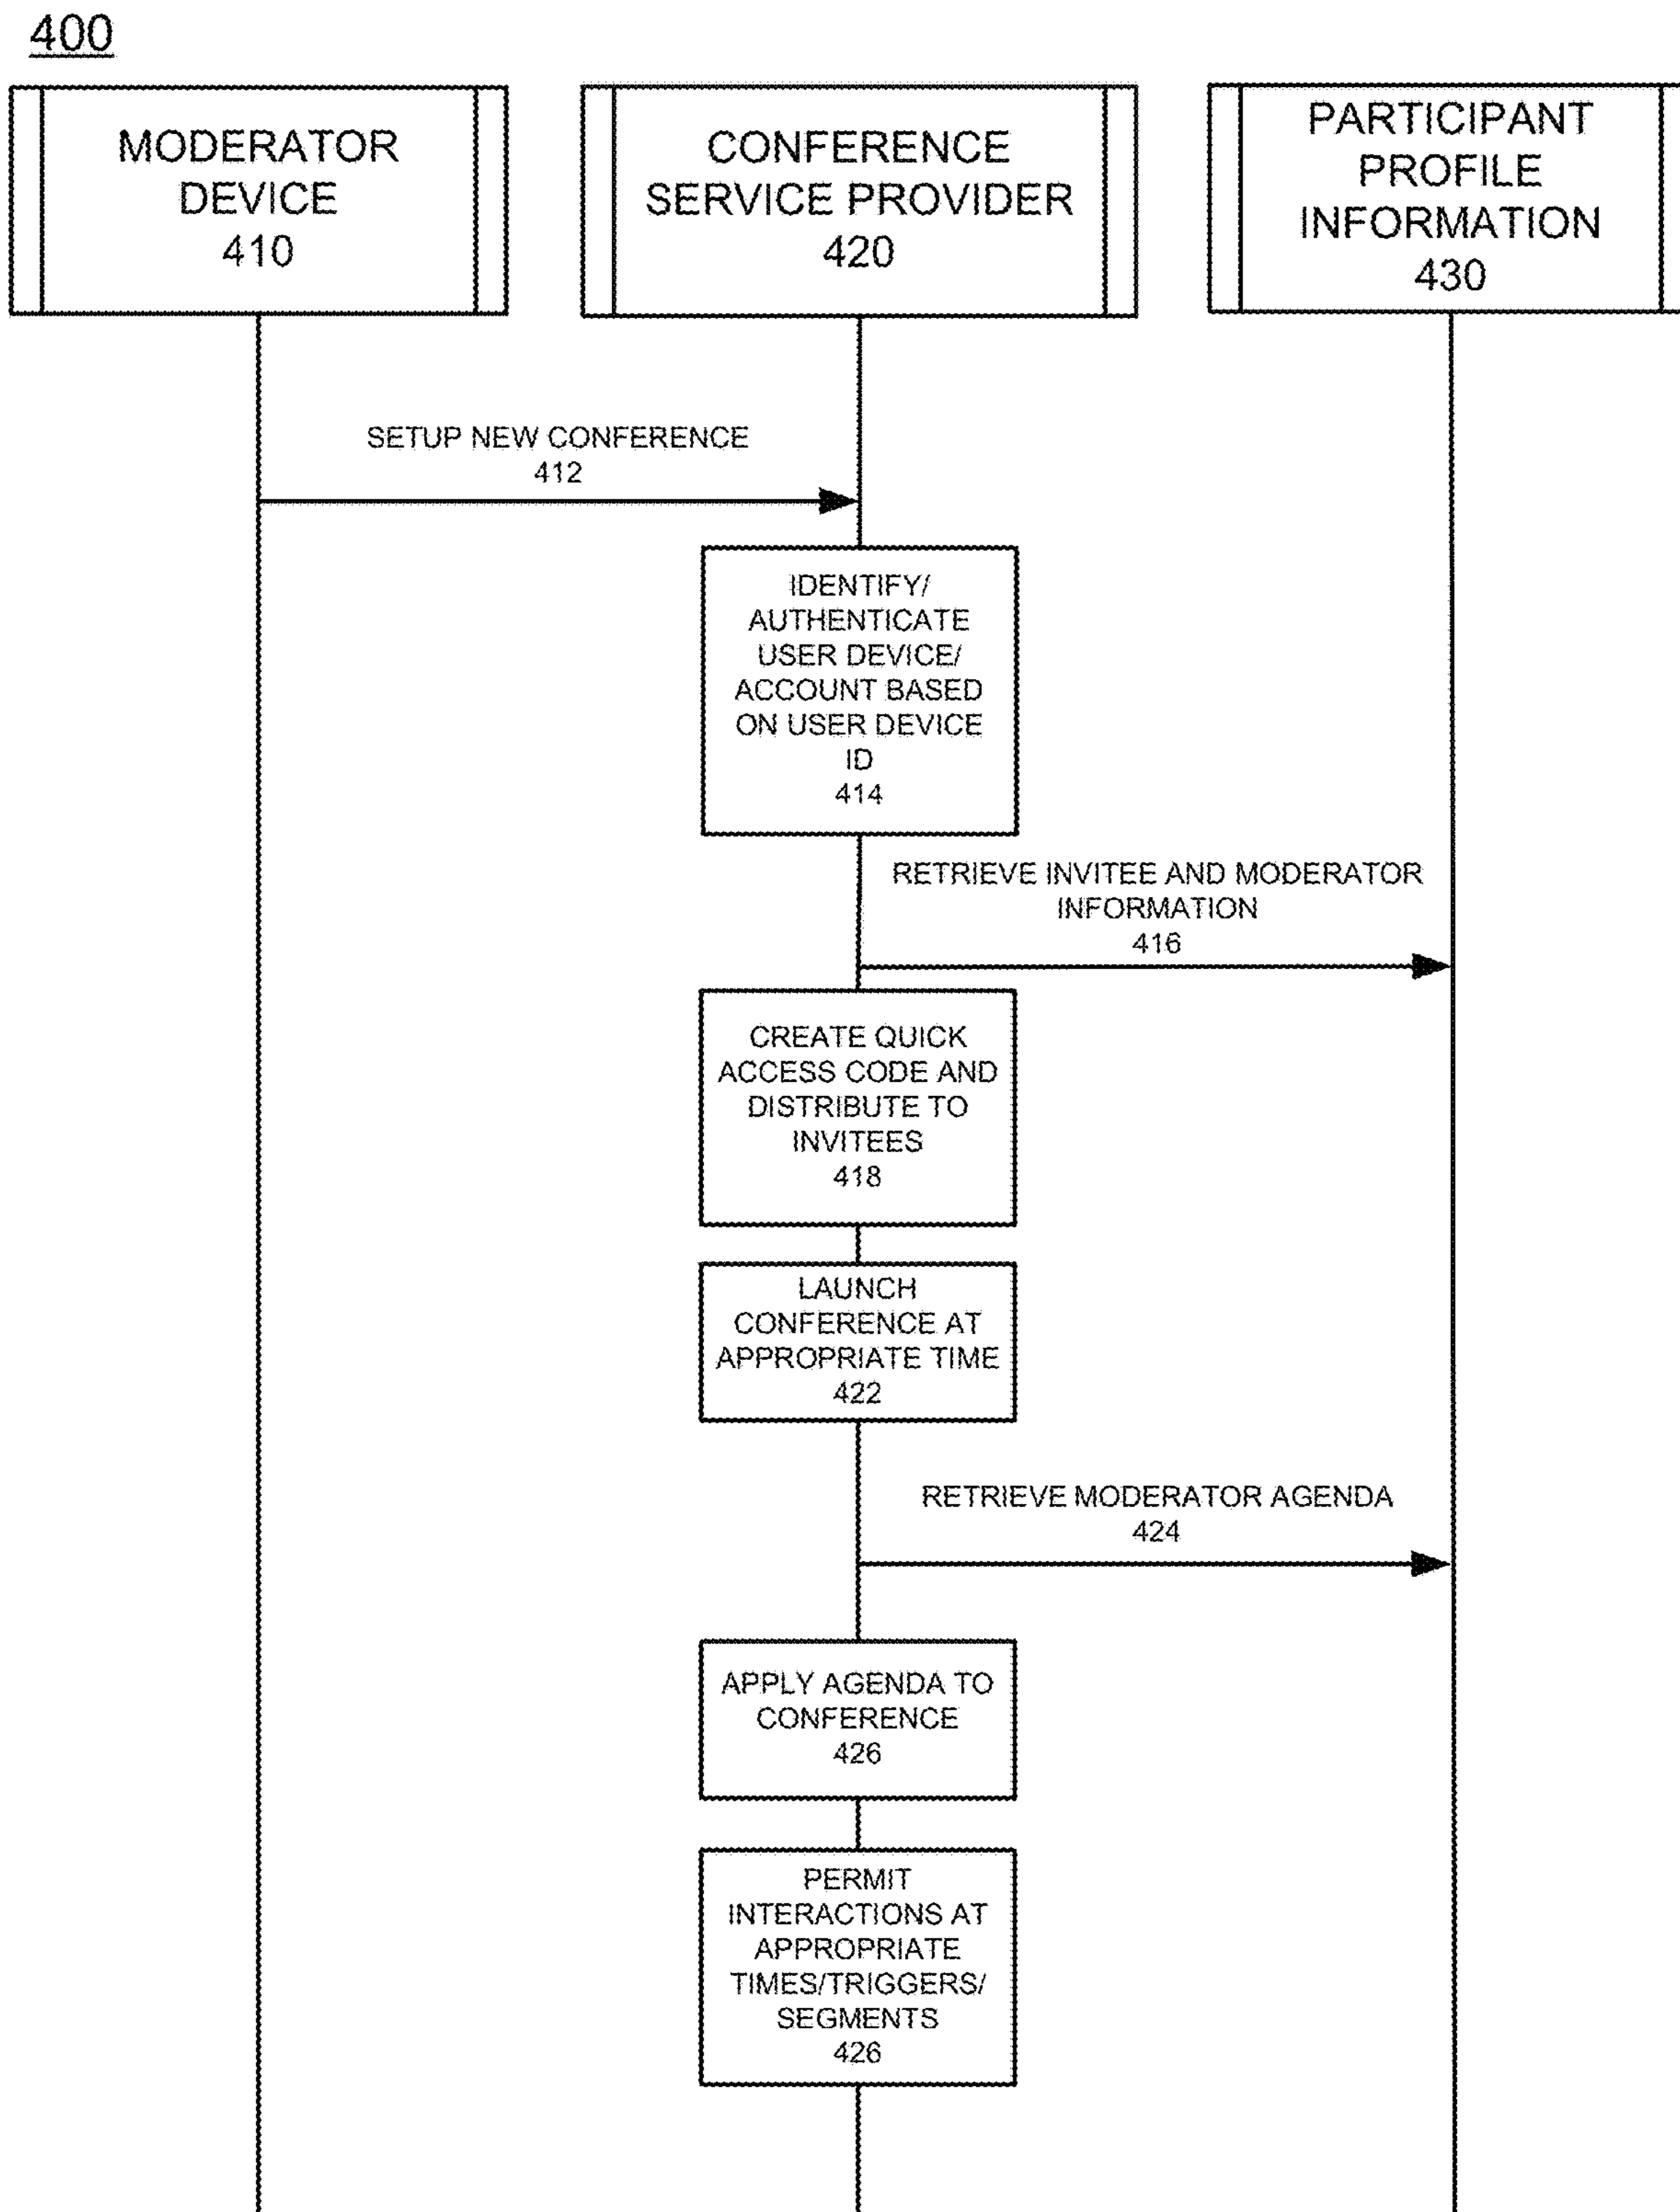 400
MODERATOR
DEVICE
410
CONFERENCE
SERVICE PROVIDER
420
PARTICIPANT
PROFILE
INFORMATION
430
SETUP NEW CONFERENCE
412
IDENTIFY/
AUTHENTICATE
USER DEVICE/
ACCOUNT BASED
ON USER DEVICE
ID
414
RETRIEVE INVITEE AND MODERATOR
INFORMATION
416
CREATE QUICK
ACCESS CODE AND
DISTRIBUTE TO
INVITEES
418
LAUNCH
CONFERENCE AT
APPROPRIATE TIME
422
RETRIEVE MODERATOR AGENDA
424
APPLY AGENDA TO
CONFERENCE
426
PERMIT
INTERACTIONS AT
APPROPRIATE
TIMES/TRIGGERS/
SEGMENTS
426